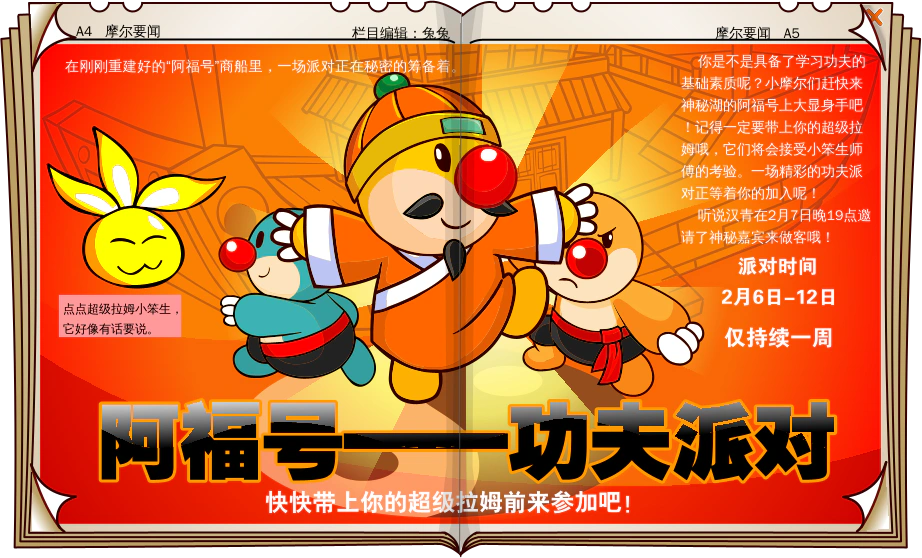 A4 摩尔要闻
栏目编辑：兔兔
摩尔要闻 A5
在刚刚重建好的“阿福号”商船里，一场派对正在秘密的筹备着。
点点超级拉姆小笨生，
它好像有话要说。
你是不是具备了学习功夫的
基础素质呢？小摩尔们赶快来
神秘湖的阿福号上大显身手吧
！记得一定要带上你的超级拉
姆哦，它们将会接受小笨生师
傅的考验。一场精彩的功夫派
对正等着你的加入呢！
听说汉青在2月7日晚19点邀
请了神秘嘉宾来做客哦！
派对时间
2月6日–12日
仅持续一周
阿福号——功夫派对
快快带上你的超级拉姆前来参加吧！